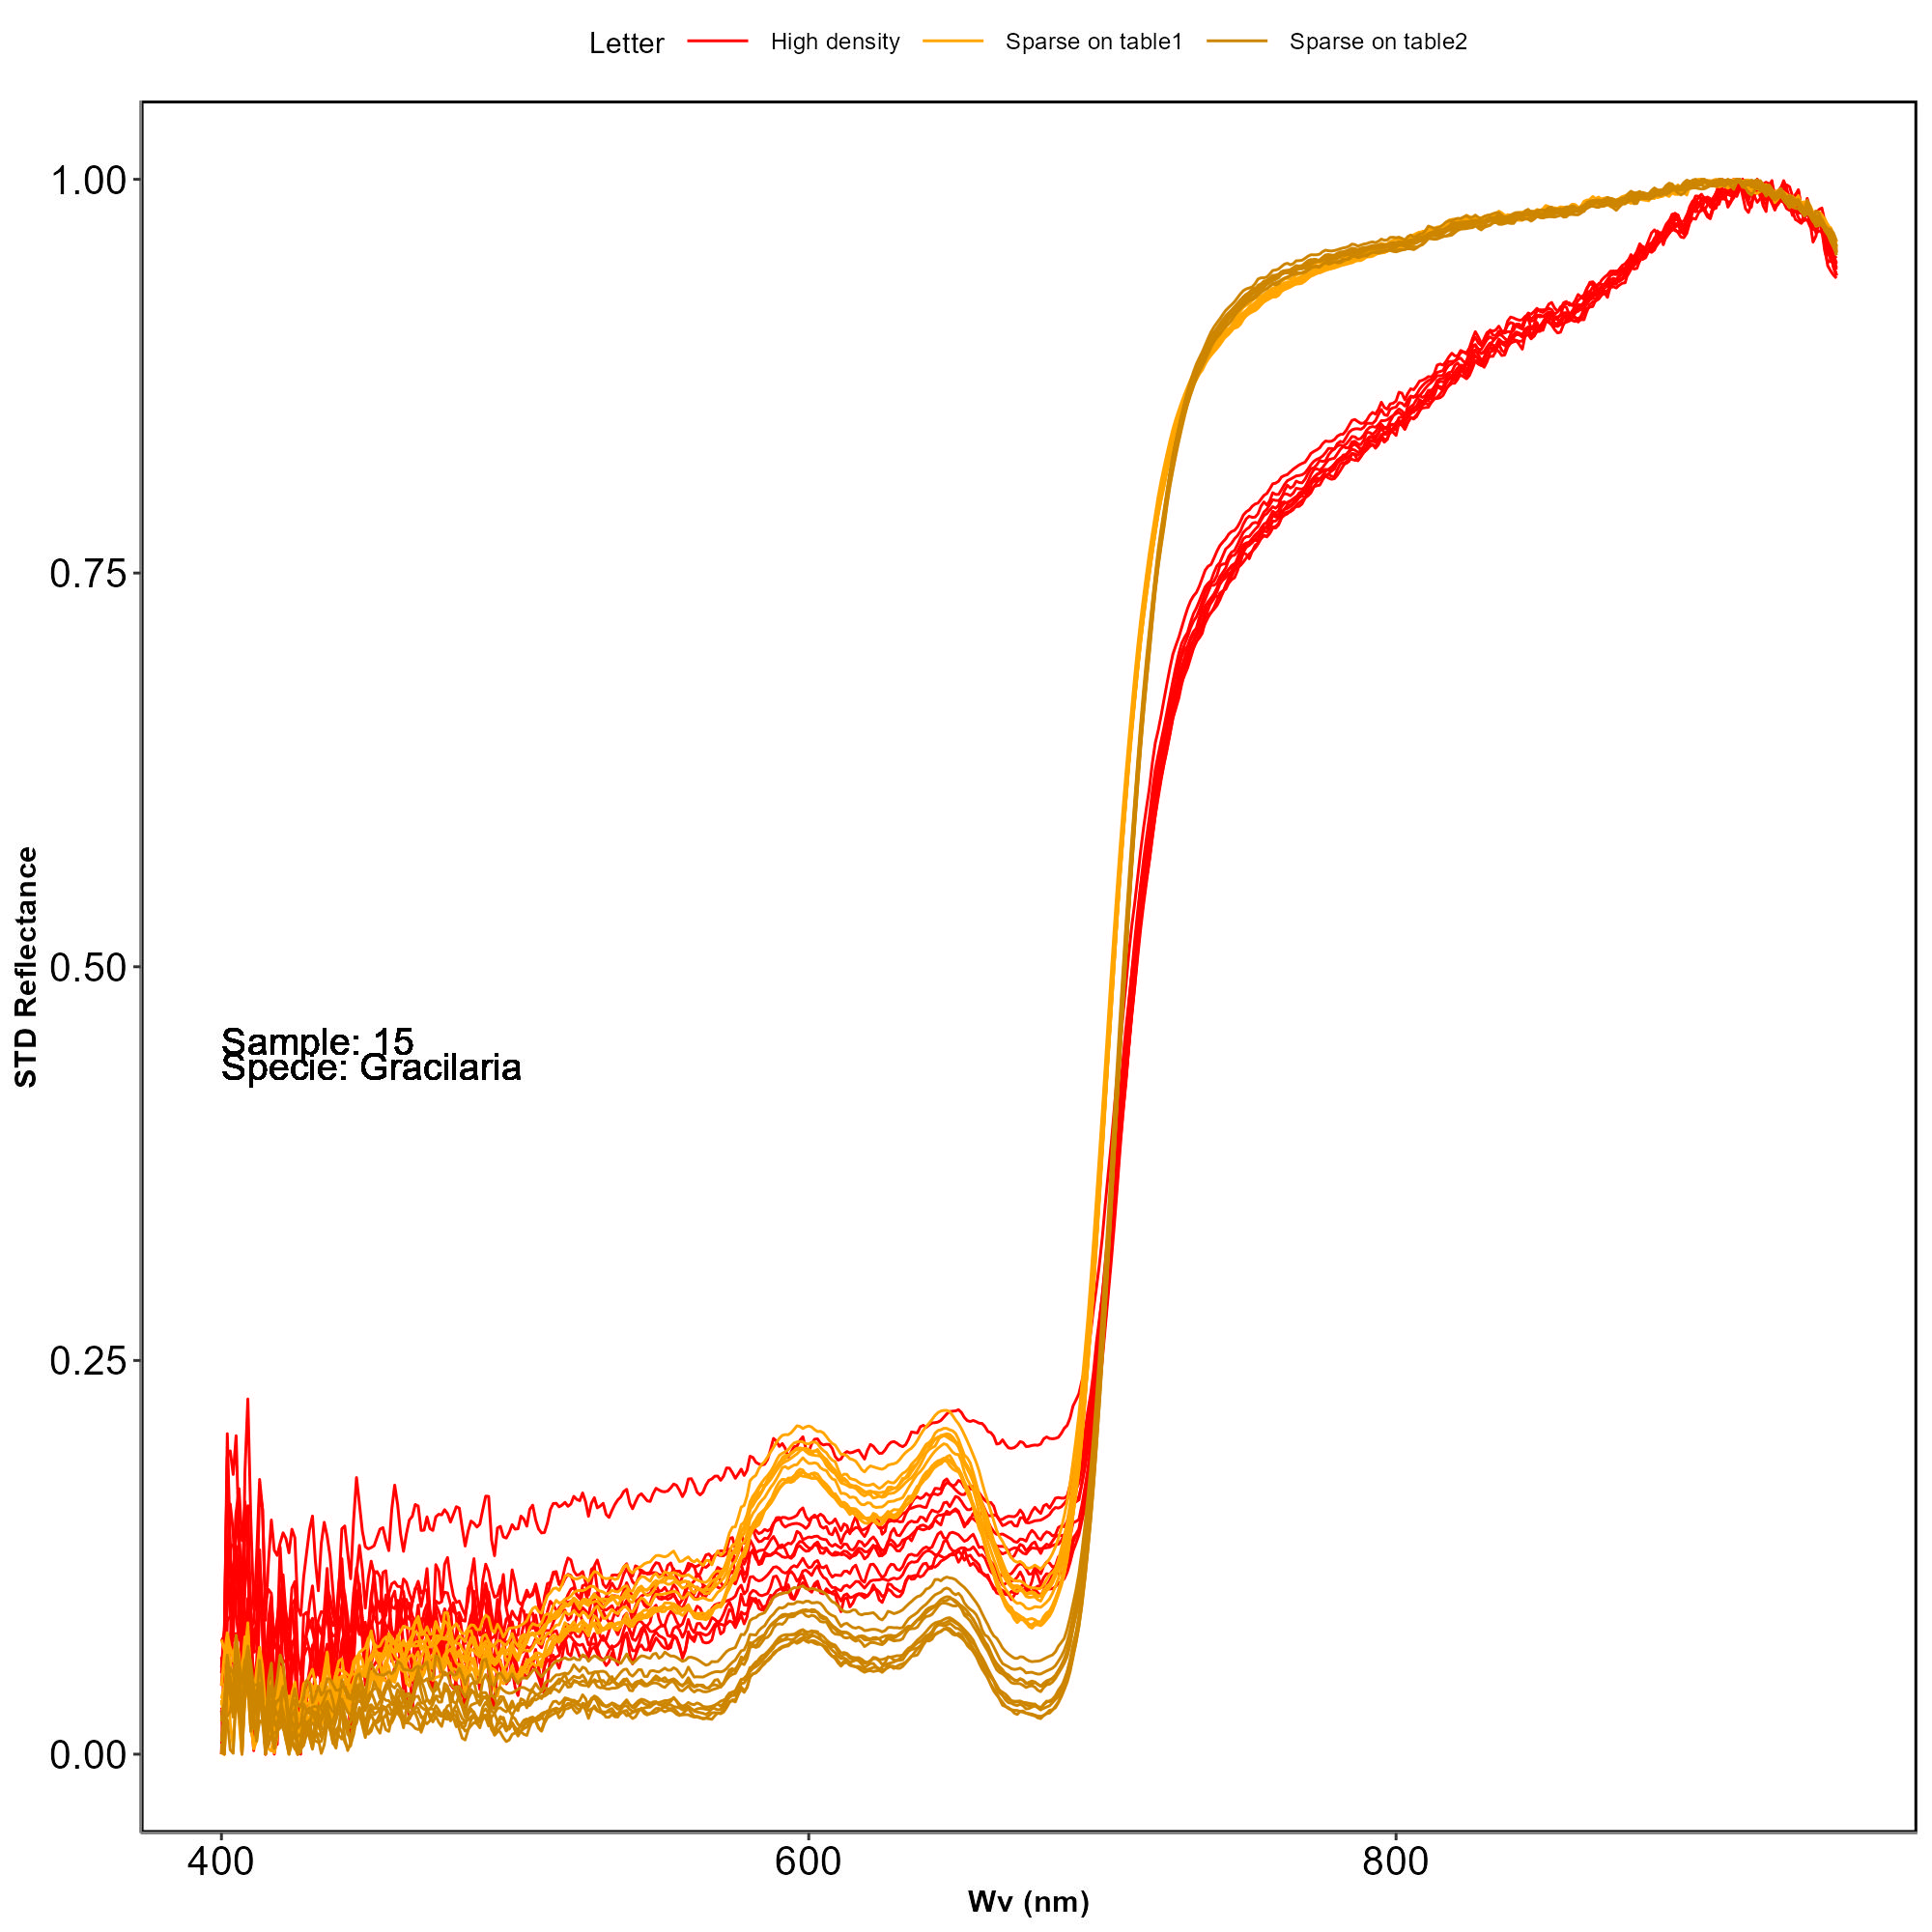 Letter High density Sparse on table1 Sparse on table2
1.00
0.75
0.50
0.25
0.00
STD Reflectance
Sample: 15
Specie: Gracilaria
400 600 800
Wv (nm)